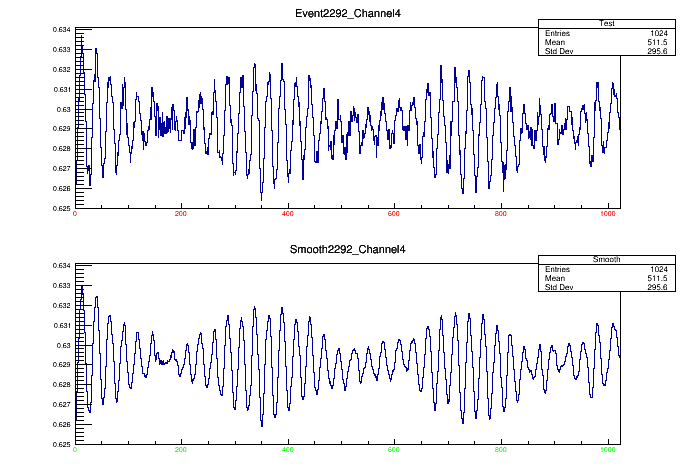 Event2292_Channel4
Test
Entries 1024
Mean 511.5
Std Dev 295.6
0.634
0.633
0.632
0.631
0.63
0.629
0.628
0.627
0.626
0.625
0 200 400 600 800 1000
Smooth2292_Channel4
Smooth
Entries 1024
Mean 511.5
Std Dev 295.6
0.634
0.633
0.632
0.631
0.63
0.629
0.628
0.627
0.626
0.625
0 200 400 600 800 1000